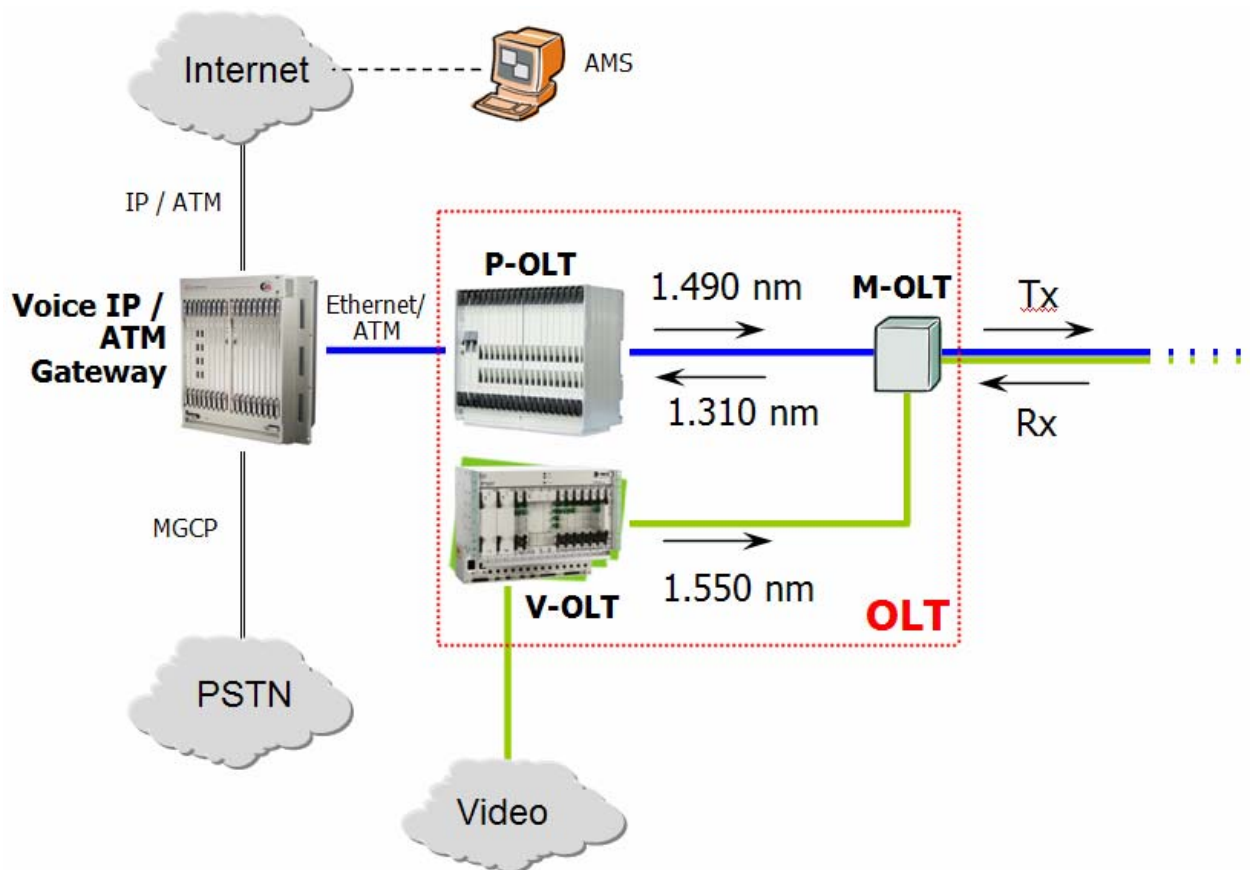 Internet
AMS
IP / ATM
P-OLT
1.490 nm
M-OLT
Tx
Voice IP /
ATM
Gateway
Ethernet/
ATM
1.310 nm
Rx
MGCP
V-OLT
1.550 nm
OLT
PSTN
Video